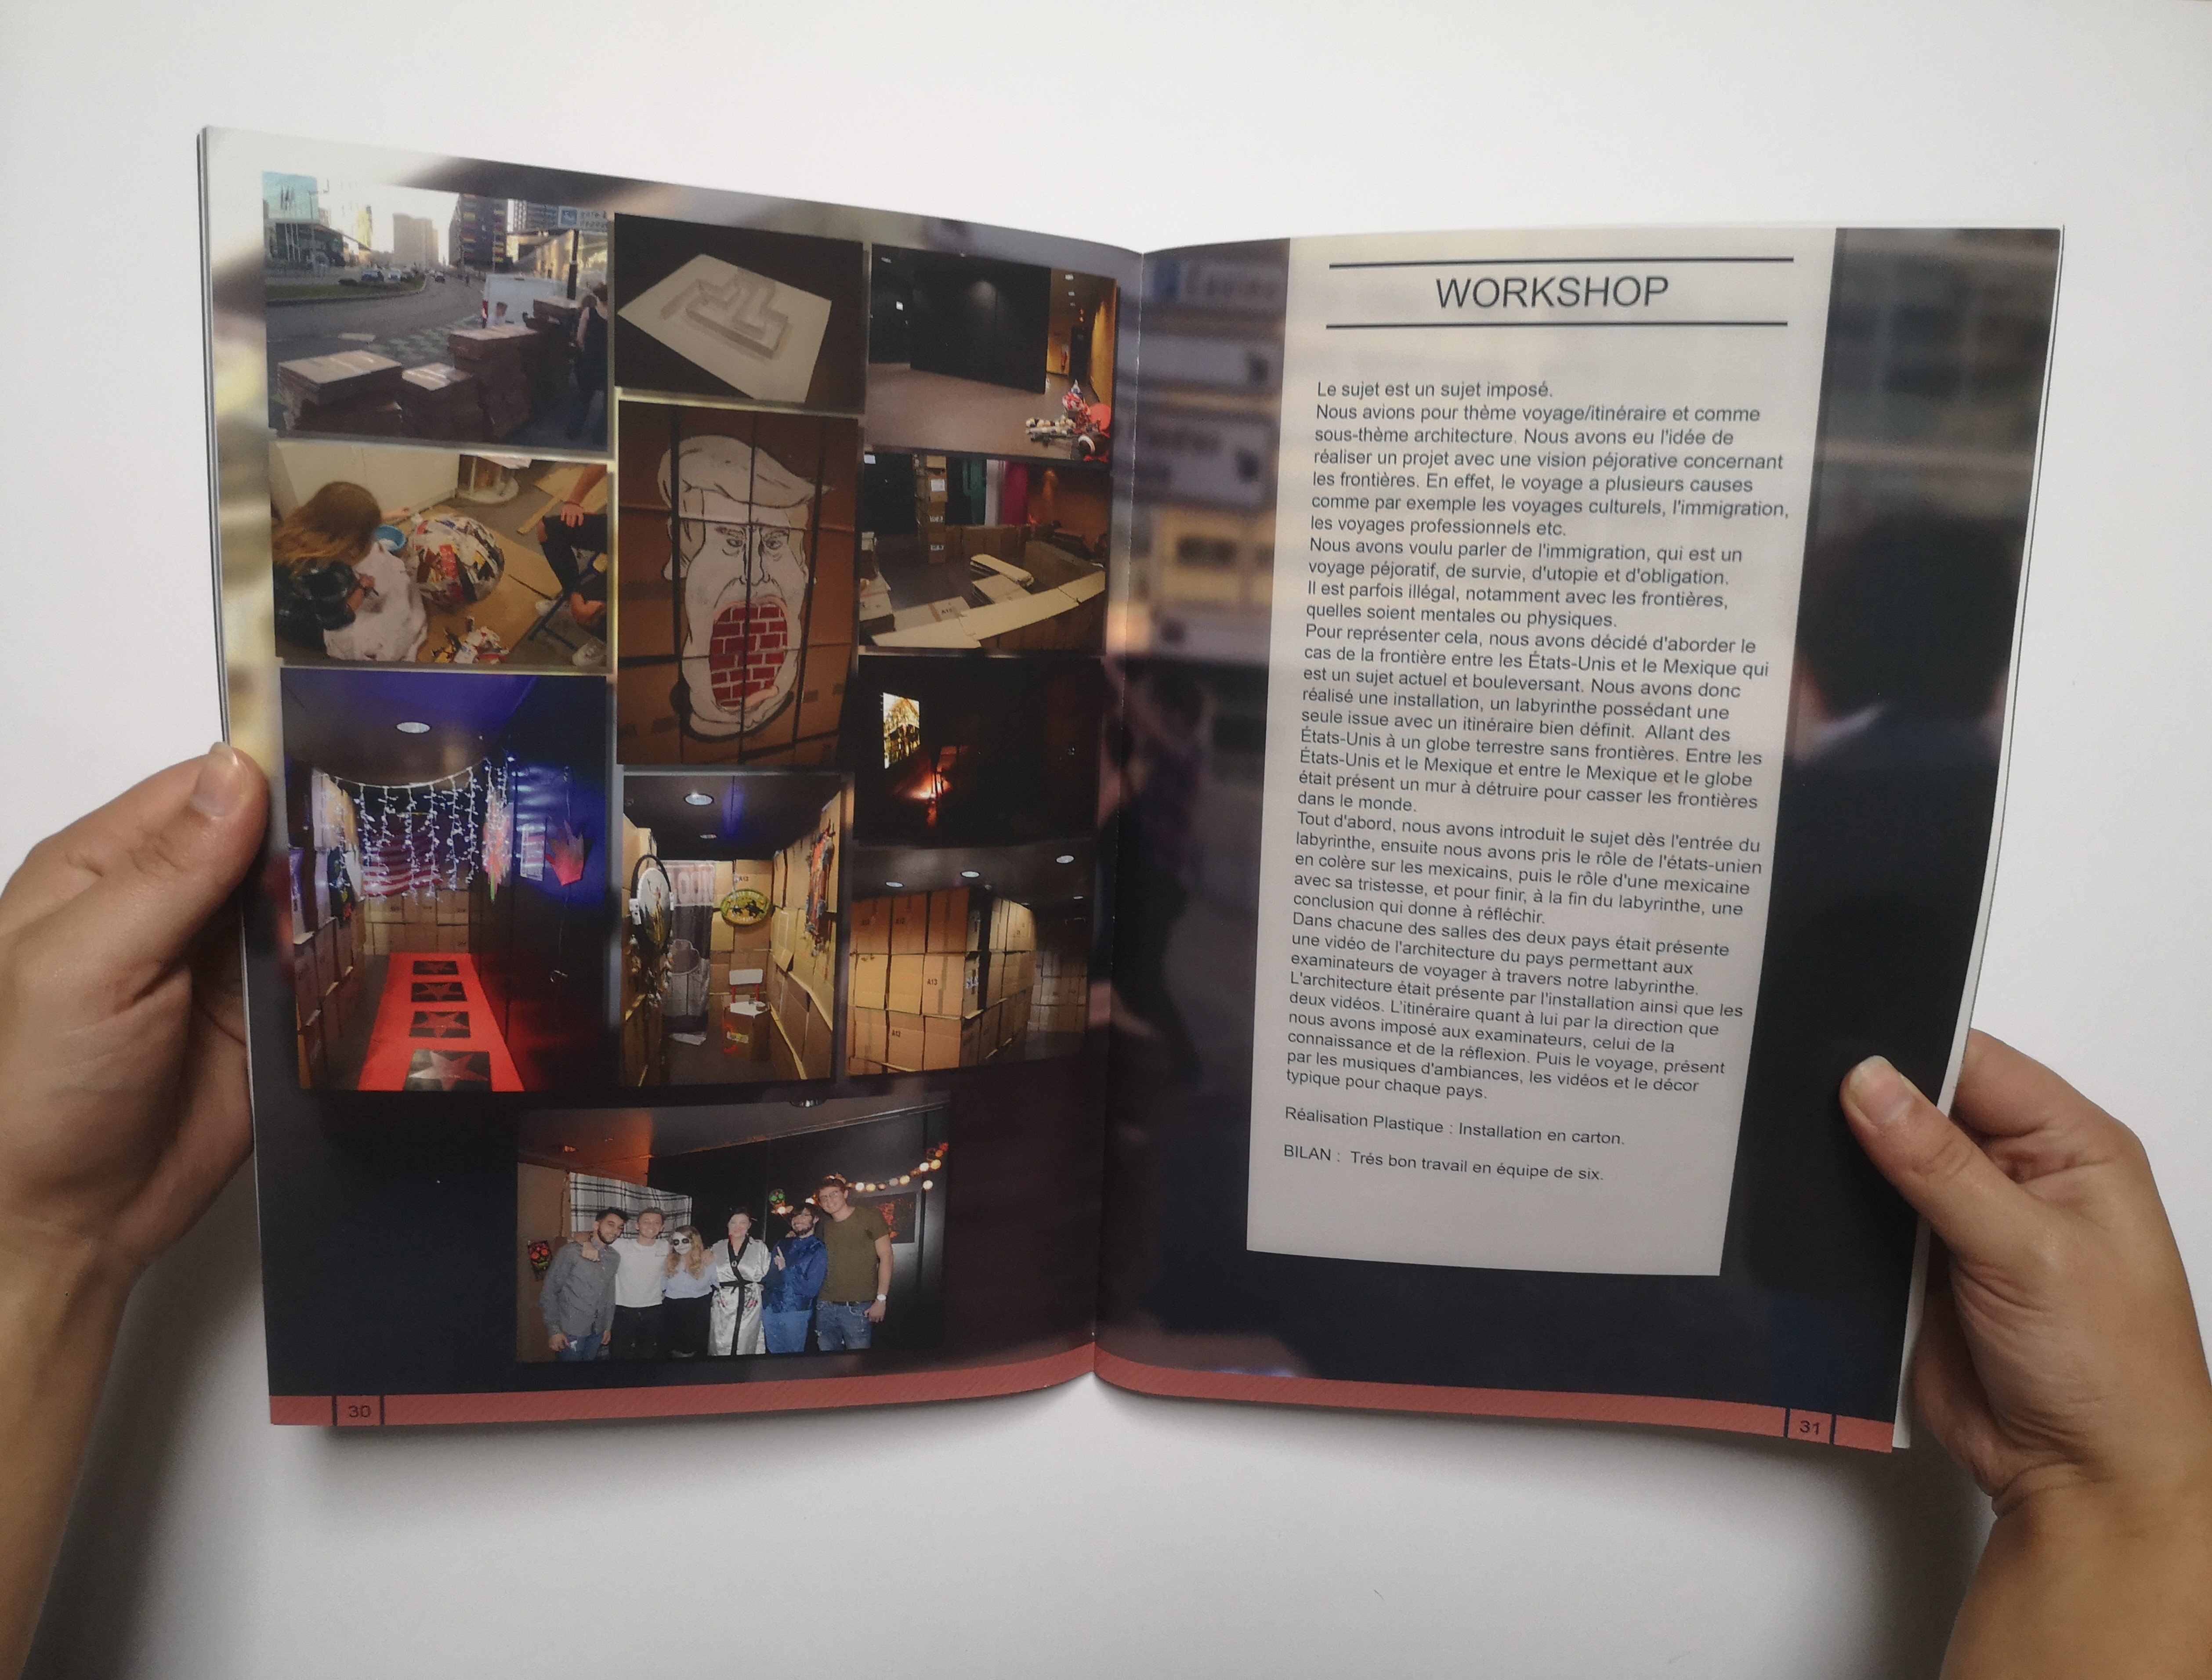 WORKSHOP
Le sujet est un sujet imposé.
Nous avions pour thème voyage/itinéraire et comme
sous-thème architecture. Nous avons eu l'idée de
réaliser un projet avec une vision péjorative concernant
les frontières. En effet, le voyage a plusieurs causes
comme par exemple les voyages culturels, l'immigration,
les voyages professionnels etc.
Nous avons voulu parler de l'immigration, qui est un
voyage péjoratif, de survie, d'utopie et d'obligation.
Il est parfois illégal, notamment avec les frontières,
quelles soient mentales ou physiques.
Pour représenter cela, nous avons décidé d'aborder le
cas de la frontière entre les États-Unis et le Mexique qui
est un sujet actuel et bouleversant. Nous avons donc
réalisé une installation, un labyrinthe possédant une
seule issue avec un itinéraire bien définit. Allant des
États-Unis à un globe terrestre sans frontières. Entre les
États-Unis et le Mexique et entre le Mexique et le globe
était présent un mur à détruire pour casser les frontières
dans le monde.
Tout d'abord, nous avons introduit le sujet dès l'entrée du
labyrinthe, ensuite nous avons pris le rôle de l'états-unien
en colère sur les mexicains, puis le rôle d'une mexicaine
avec sa tristesse, et pour finir, à la fin du labyrinthe, une
conclusion qui donne à réfléchir.
Dans chacune des salles des deux pays était présente
une vidéo de l'architecture du pays permettant aux
examinateurs de voyager à travers notre labyrinthe.
L'architecture était présente par l'installation ainsi que les
deux vidéos. L'itinéraire quant à lui par la direction que
nous avons imposé aux examinateurs, celui de la
connaissance et de la réflexion. Puis le voyage, présent
par les musiques d'ambiances, les vidéos et le décor
typique pour chaque pays.
Réalisation Plastique : Installation en carton.
BILAN : Trés bon travail en équipe de six.
A13
A13
A12
30
31